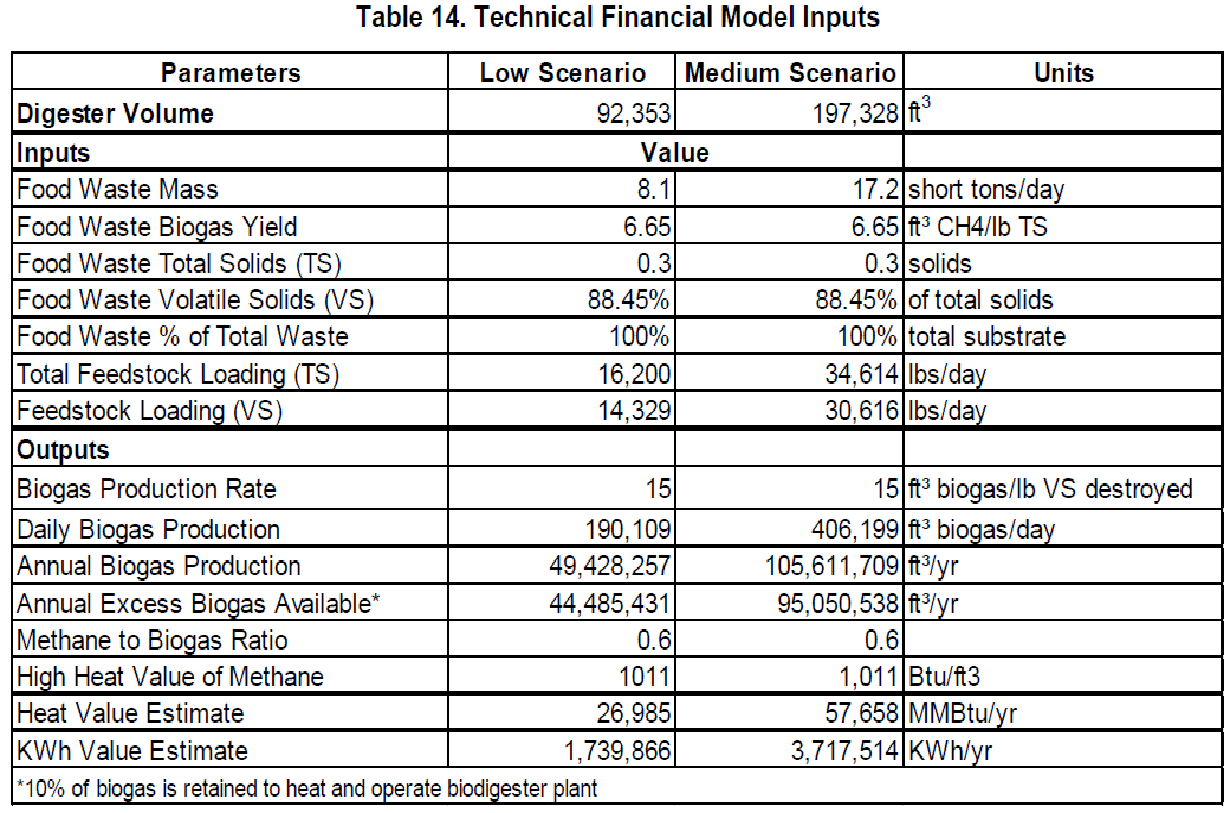 Table 14. Technical Financial Model Inputs
Parameters Low Scenario Medium Scenario Units
Digester Volume 92,353 197,328 ft³
Inputs Value
Food Waste Mass 8.1 17.2 short tons/day
Food Waste Biogas Yield 6.65 6.65 ft³ CH4/lb TS
Food Waste Total Solids (TS) 0.3 0.3 solids
Food Waste Volatile Solids (VS) 88.45% 88.45% of total solids
Food Waste % of Total Waste 100% 100% total substrate
Total Feedstock Loading (TS) 16,200 34,614 lbs/day
Feedstock Loading (VS) 14,329 30,616 lbs/day
Outputs
Biogas Production Rate 15 15 ft³ biogas/lb VS destroyed
Daily Biogas Production 190,109 406,199 ft³ biogas/day
Annual Biogas Production 49,428,257 105,611,709 ft³/yr
Annual Excess Biogas Available* 44,485,431 95,050,538 ft³/yr
Methane to Biogas Ratio 0.6 0.6
High Heat Value of Methane 1011 1,011 Btu/ft3
Heat Value Estimate 26,985 57,658 MMBtu/yr
KWh Value Estimate 1,739,866 3,717,514 KWh/yr
*10% of biogas is retained to heat and operate biodigester plant